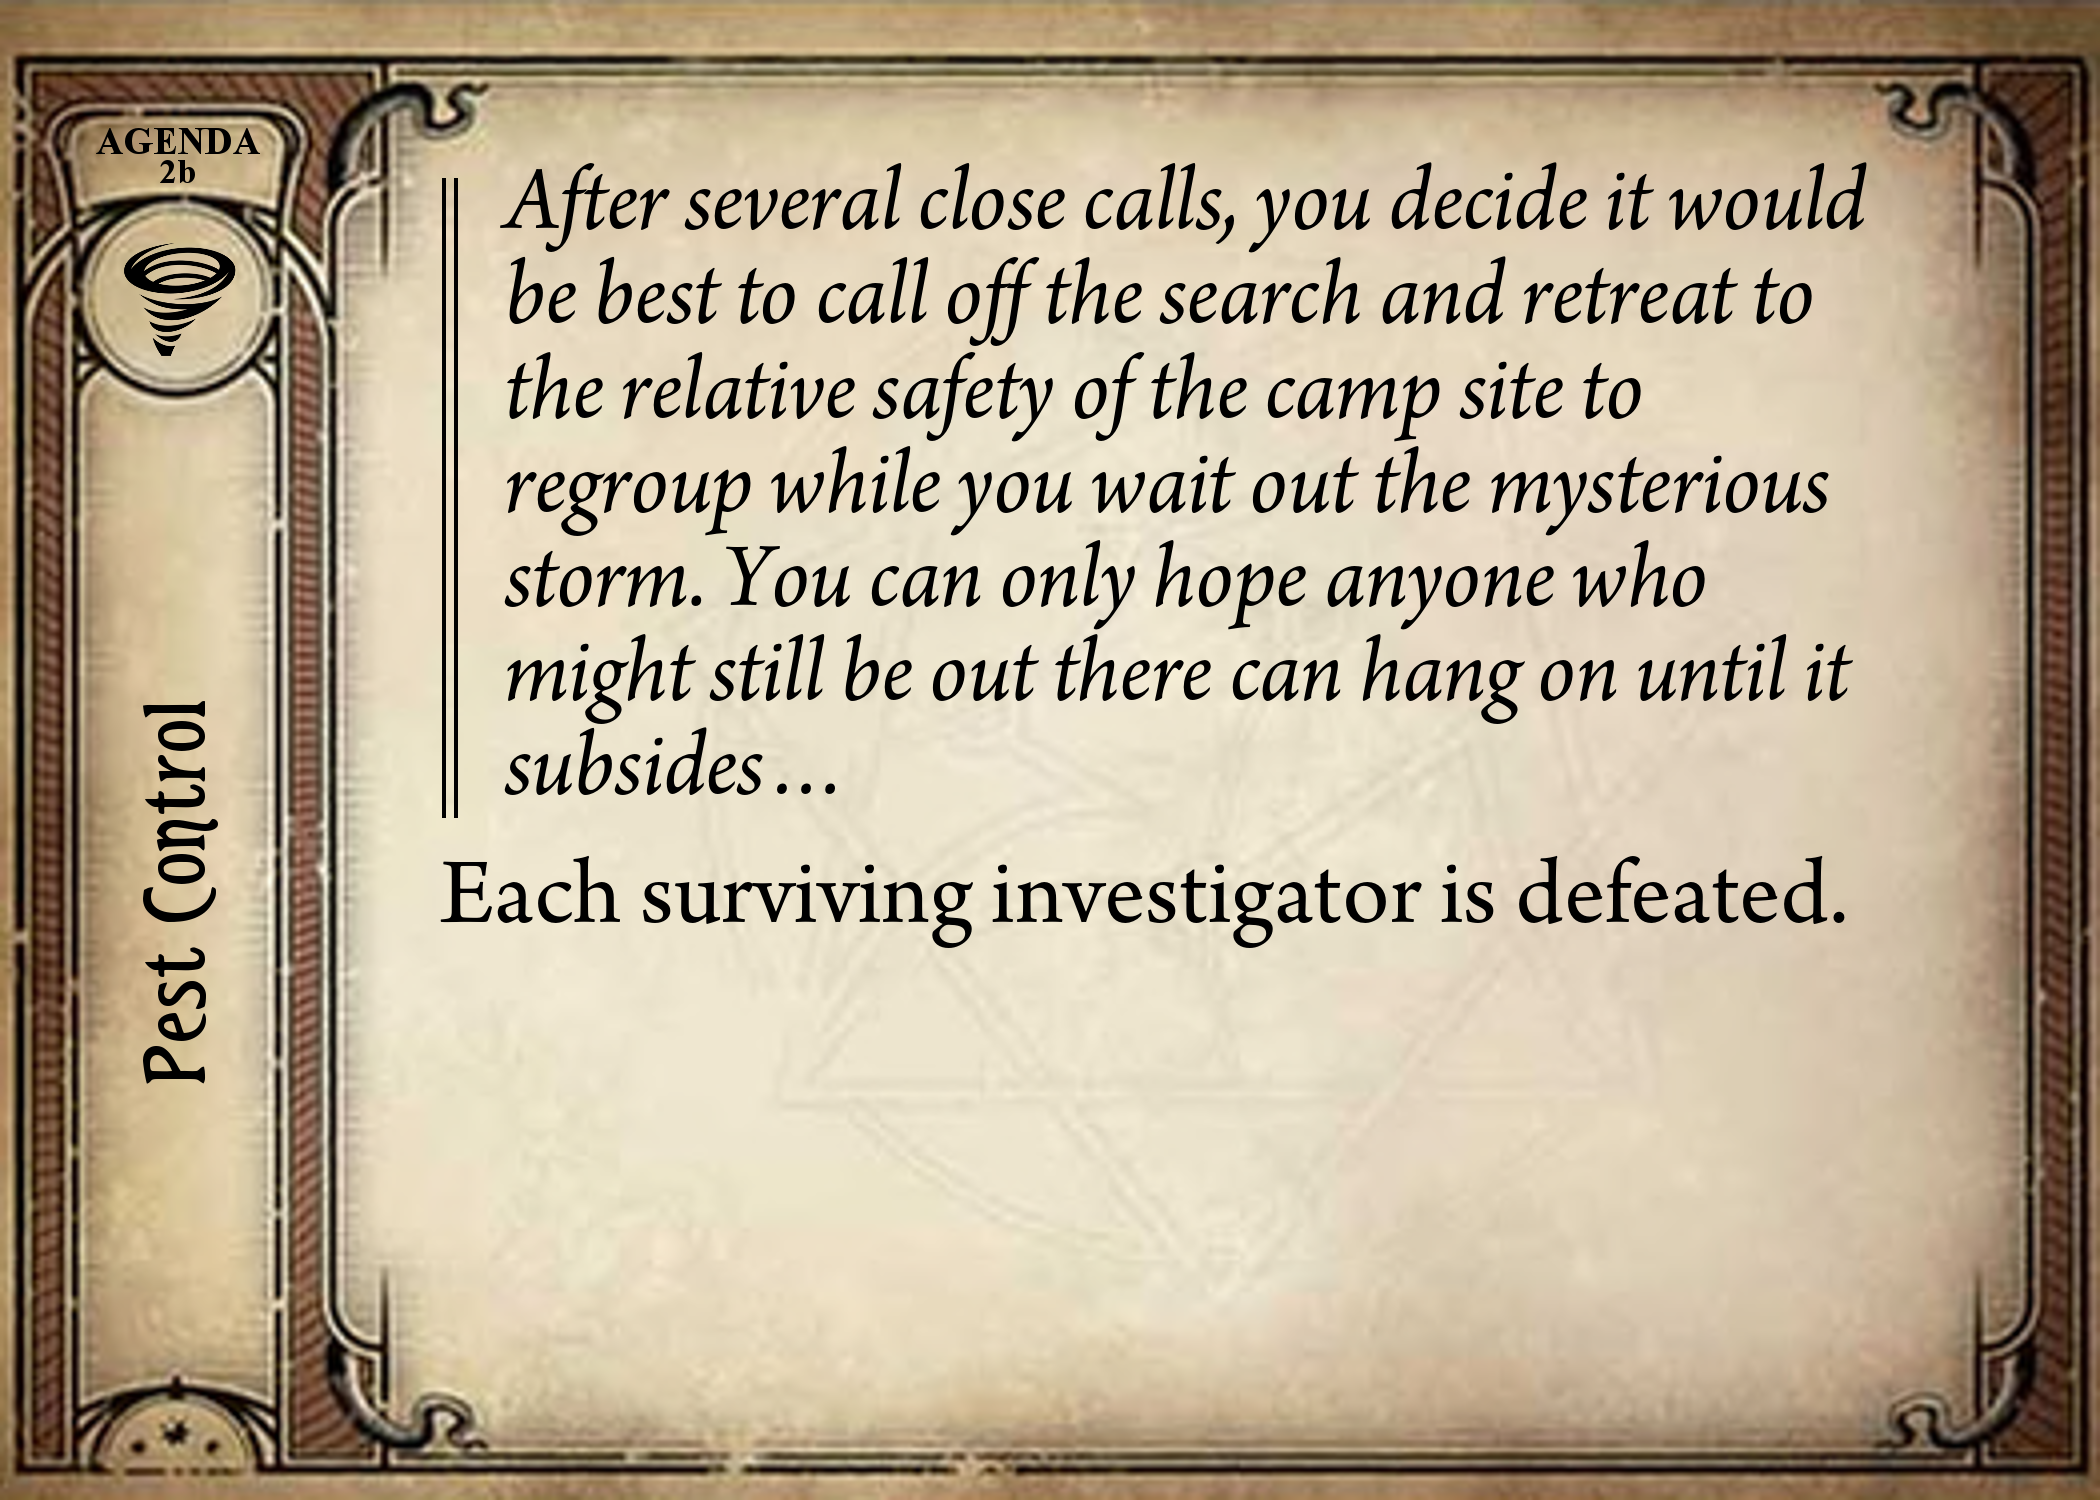 AGENDA
2b
Pest Control
After several close calls, you decide it would
be best to call off the search and retreat to
the relative safety of the camp site to
regroup while you wait out the mysterious
storm. You can only hope anyone who
might still be out there can hang on until it
subsides…
Each surviving investigator is defeated.